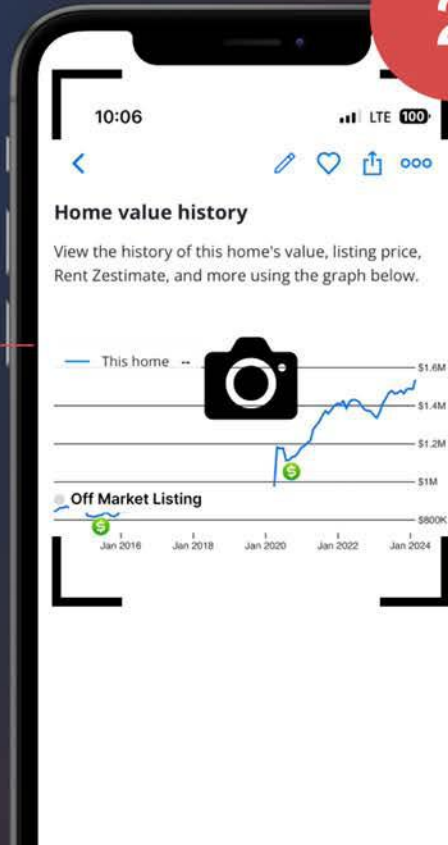 2
10:06
LTE 100
ooo
Home value history
View the history of this home's value, listing price,
Rent Zestimate, and more using the graph below.
This home --
$1.6M
$1.4M
$1.2M
$1M
Off Market Listing
$800K
$
$
Jan 2016 Jan 2018 Jan 2020 Jan 2022 Jan 2024